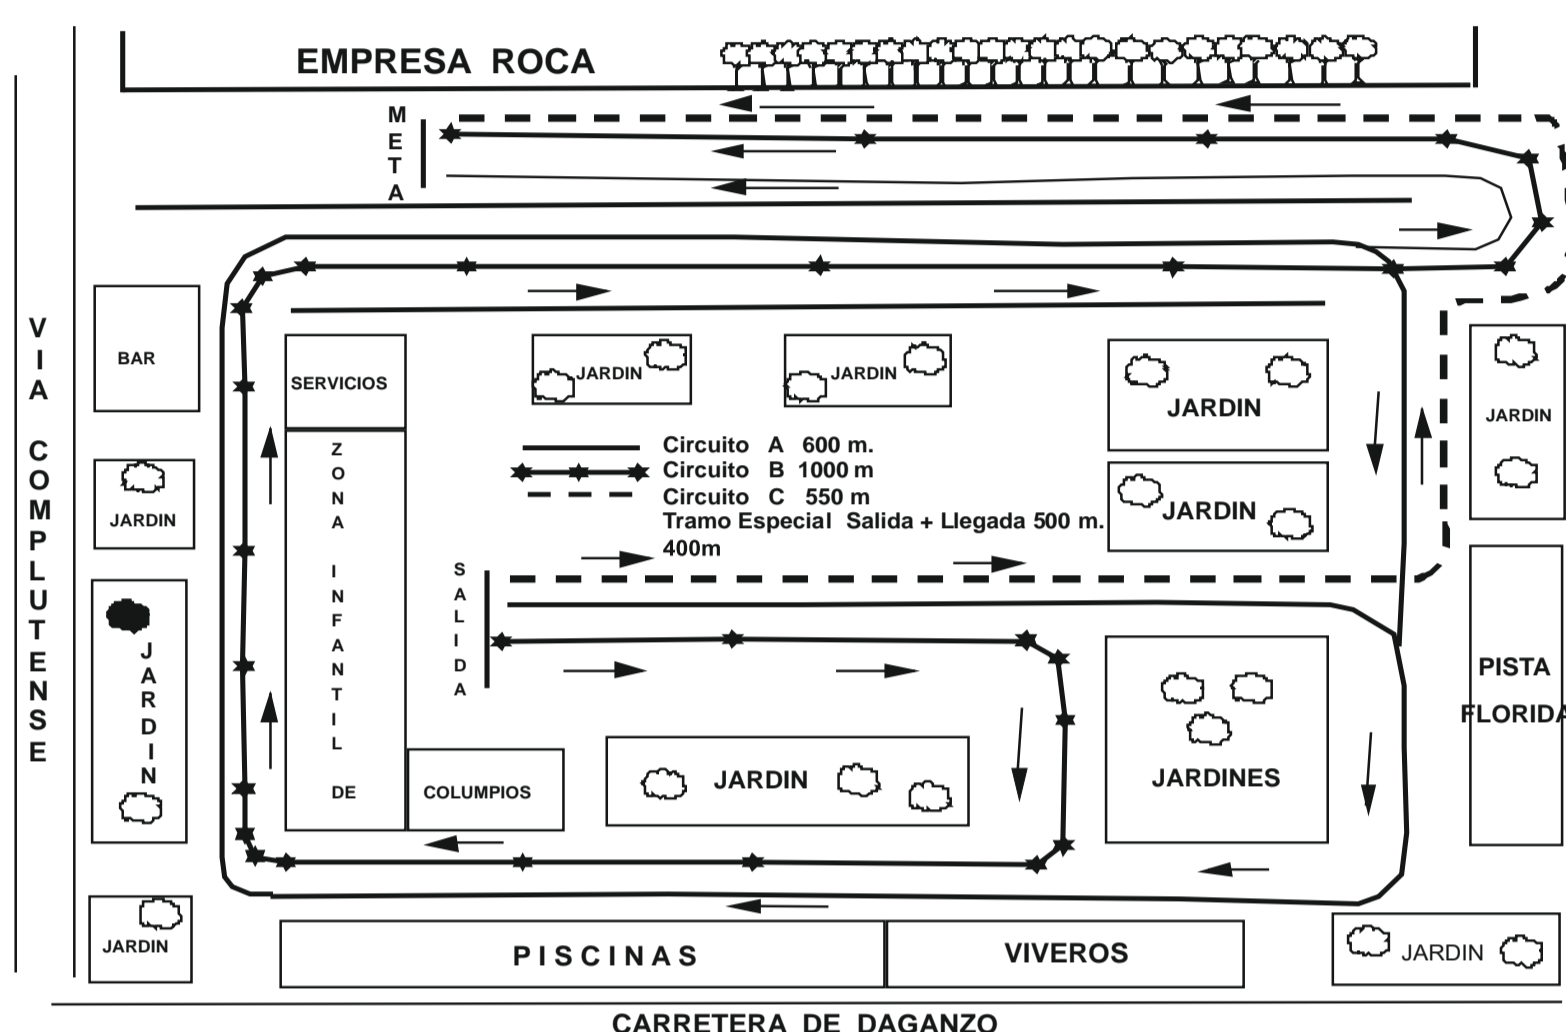 EMPRESA ROCA
META
VIA COMPLUTENSE
BAR
SERVICIOS
JARDIN
JARDIN
JARDIN
JARDIN
ZONA INFANTIL DE
Circuito A 600 m.
Circuito B 1000 m
Circuito C 550 m
Tramo Especial Salida + Llegada 500 m.
400m
JARDIN
JARDIN
SALIDA
JARDIN
PISTA
FLORIDA
COLUMPIOS
JARDIN
JARDINES
JARDIN
PISCINAS
VIVEROS
JARDIN
CARRETERA DE DAGANZO